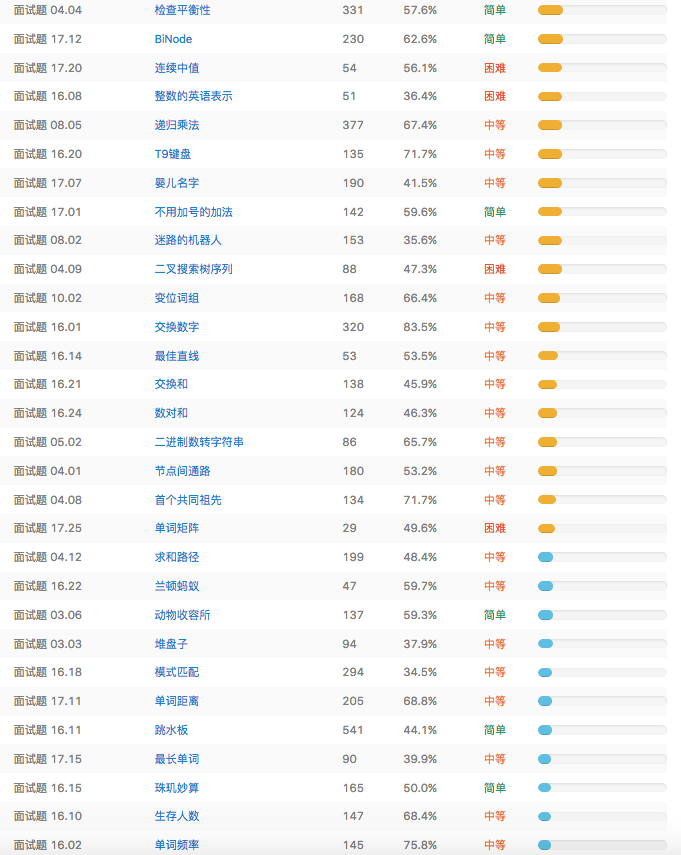 面试题 04.04 检查平衡性 331 57.6% 简单
面试题 17.12 BiNode 230 62.6% 简单
面试题 17.20 连续中值 54 56.1% 困难
面试题 16.08 整数的英语表示 51 36.4% 困难
面试题 08.05 递归乘法 377 67.4% 中等
面试题 16.20 T9键盘 135 71.7% 中等
面试题 17.07 婴儿名字 190 41.5% 中等
面试题 17.01 不用加号的加法 142 59.6% 简单
面试题 08.02 迷路的机器人 153 35.6% 中等
面试题 04.09 二叉搜索树序列 88 47.3% 困难
面试题 10.02 变位词组 168 66.4% 中等
面试题 16.01 交换数字 320 83.5% 中等
面试题 16.14 最佳直线 53 53.5% 中等
面试题 16.21 交换和 138 45.9% 中等
面试题 16.24 数对和 124 46.3% 中等
面试题 05.02 二进制数转字符串 86 65.7% 中等
面试题 04.01 节点间通路 180 53.2% 中等
面试题 04.08 首个共同祖先 134 71.7% 中等
面试题 17.25 单词矩阵 29 49.6% 困难
面试题 04.12 求和路径 199 48.4% 中等
面试题 16.22 兰顿蚂蚁 47 59.7% 中等
面试题 03.06 动物收容所 137 59.3% 简单
面试题 03.03 堆盘子 94 37.9% 中等
面试题 16.18 模式匹配 294 34.5% 中等
面试题 17.11 单词距离 205 68.8% 中等
面试题 16.11 跳水板 541 44.1% 简单
面试题 17.15 最长单词 90 39.9% 中等
面试题 16.15 珠玑妙算 165 50.0% 简单
面试题 16.10 生存人数 147 68.4% 中等
面试题 16.02 单词频率 145 75.8% 中等